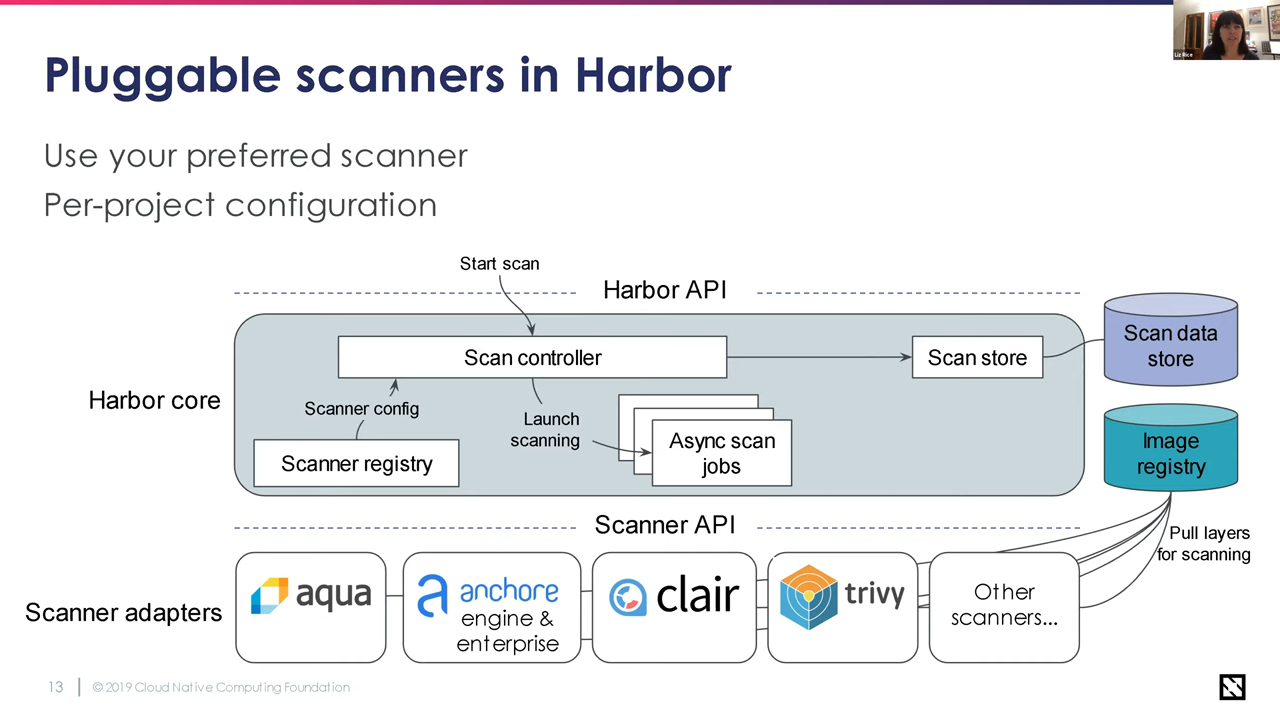 Liz Rice
Pluggable scanners in Harbor
Use your preferred scanner
Per-project configuration
Start scan
Harbor API
Scan controller
Scan store
Scan data
store
Harbor core
Scanner config
Launch
scanning
Async scan
jobs
Scanner registry
Image
registry
Scanner API
Pull layers
for scanning
Scanner adapters
aqua
anchore
engine &
enterprise
clair
trivy
Other
scanners...
13
© 2019 Cloud Native Computing Foundation